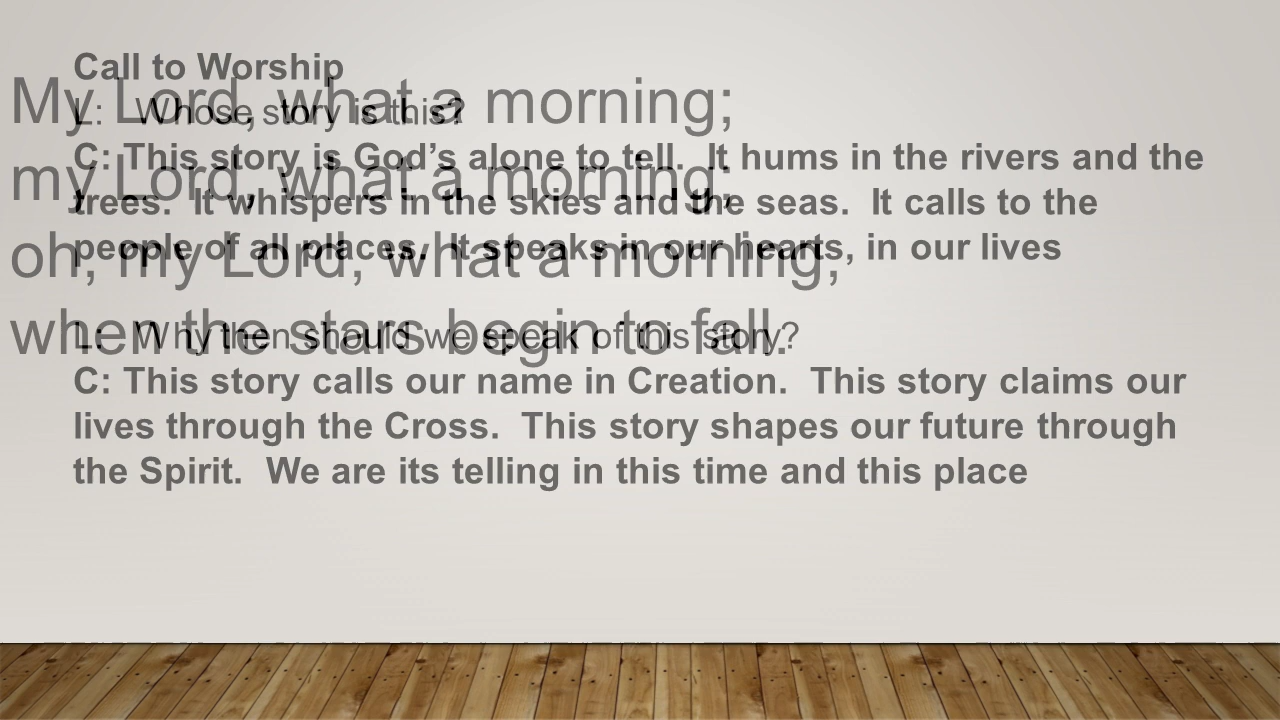 Call to Worship
L:   Whose story is this?
C: This story is God’s alone to tell.  It hums in the rivers and the
trees.  It whispers in the skies and the seas.  It calls to the
people of all places.  It speaks in our hearts, in our lives
L:   Why then should we speak of this story?
C: This story calls our name in Creation.  This story claims our
lives through the Cross.  This story shapes our future through
the Spirit.  We are its telling in this time and this place
My Lord, what a morning;
my Lord, what a morning;
oh, my Lord, what a morning,
when the stars begin to fall.